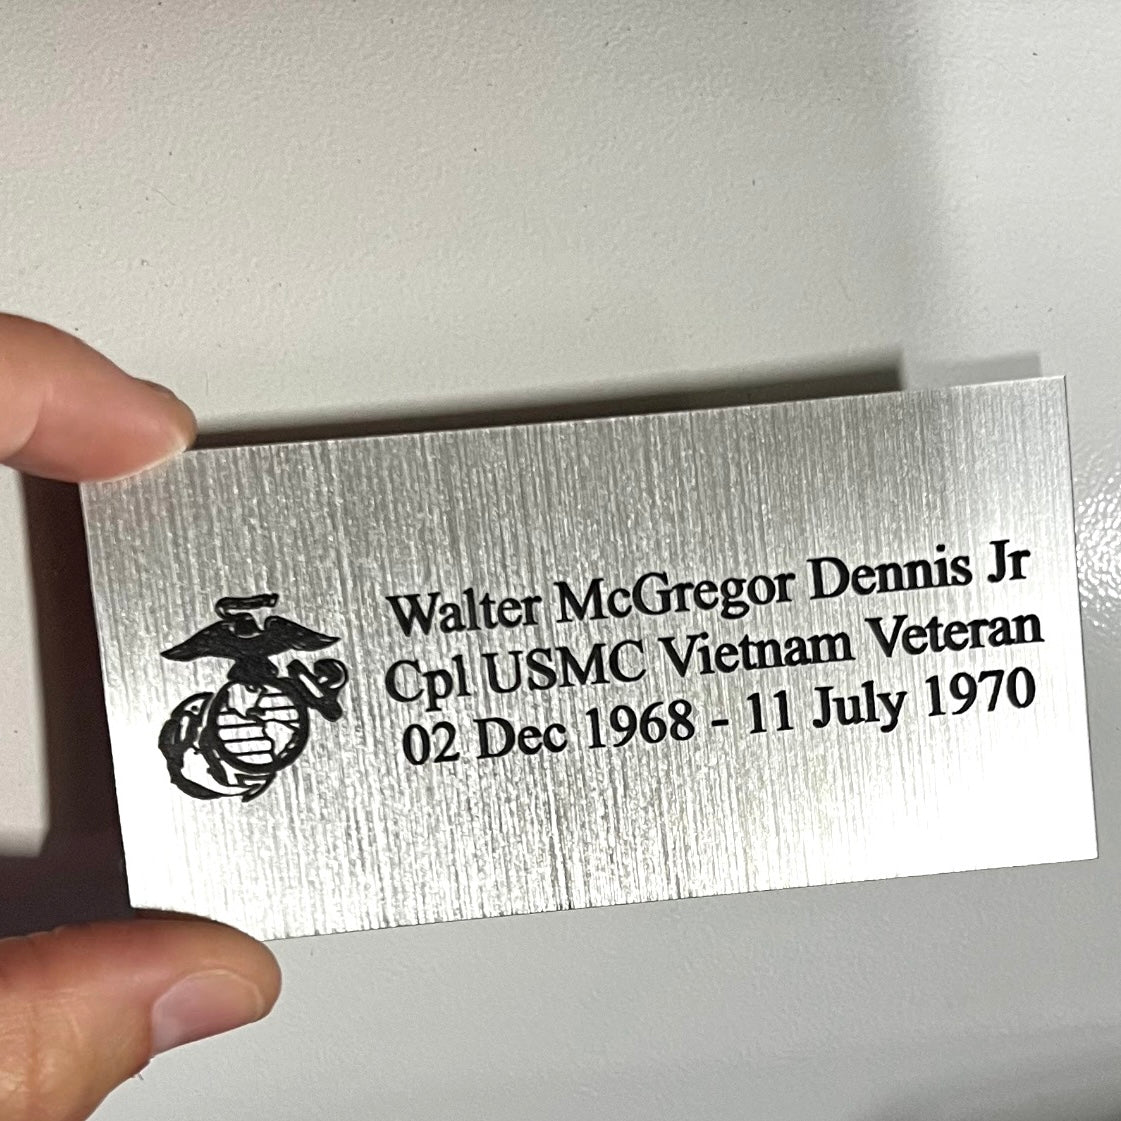 Walter McGregor Dennis Jr
Cpl USMC Vietnam Veteran
02 Dec 1968 - 11 July 1970